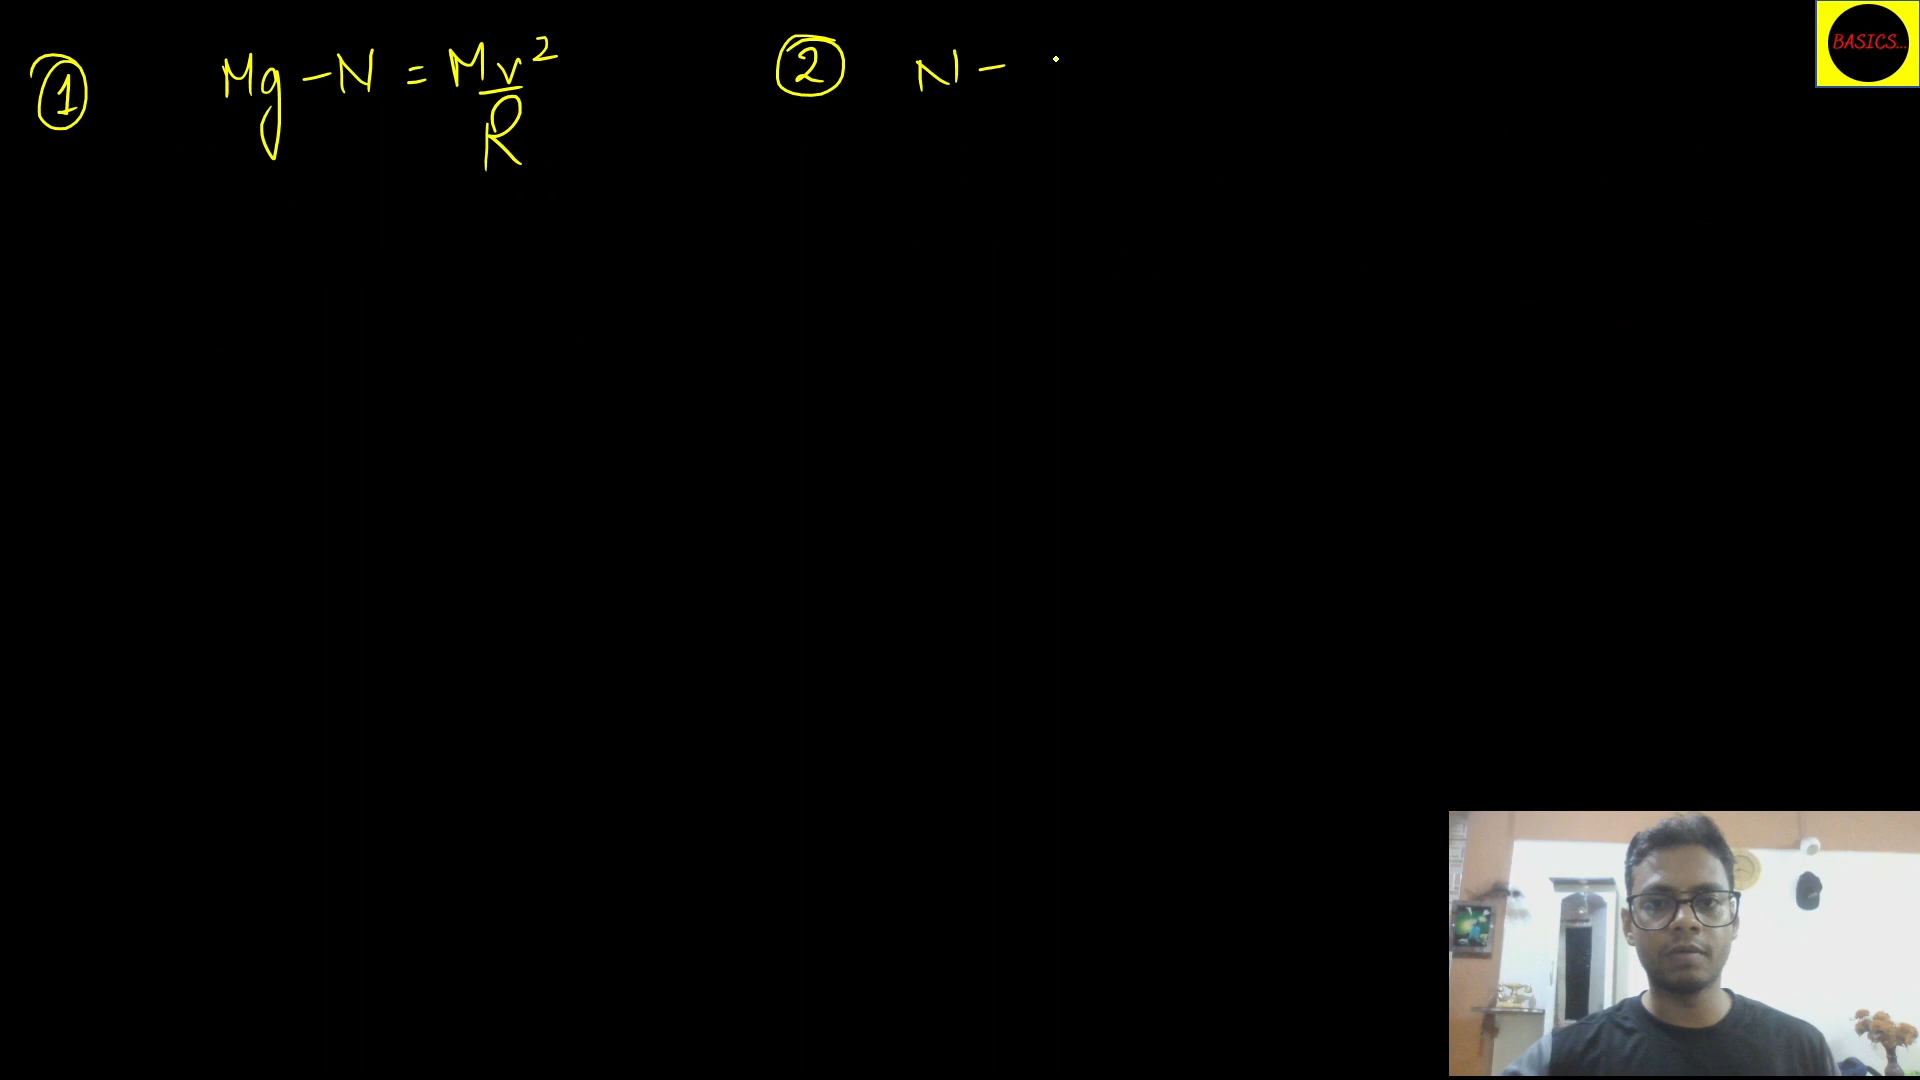 ① Mg - N = Mv²/R
② N -
BASICS...